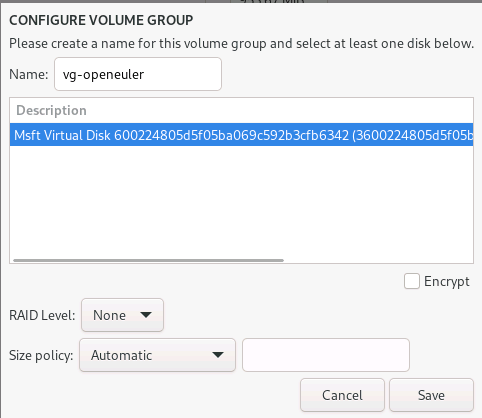 CONFIGURE VOLUME GROUP
Please create a name for this volume group and select at least one disk below.
Name: vg-openeuler
Description
Msft Virtual Disk 600224805d5f05ba069c592b3cfb6342 (3600224805d5f05b
Encrypt
RAID Level: None
Size policy: Automatic
Cancel Save